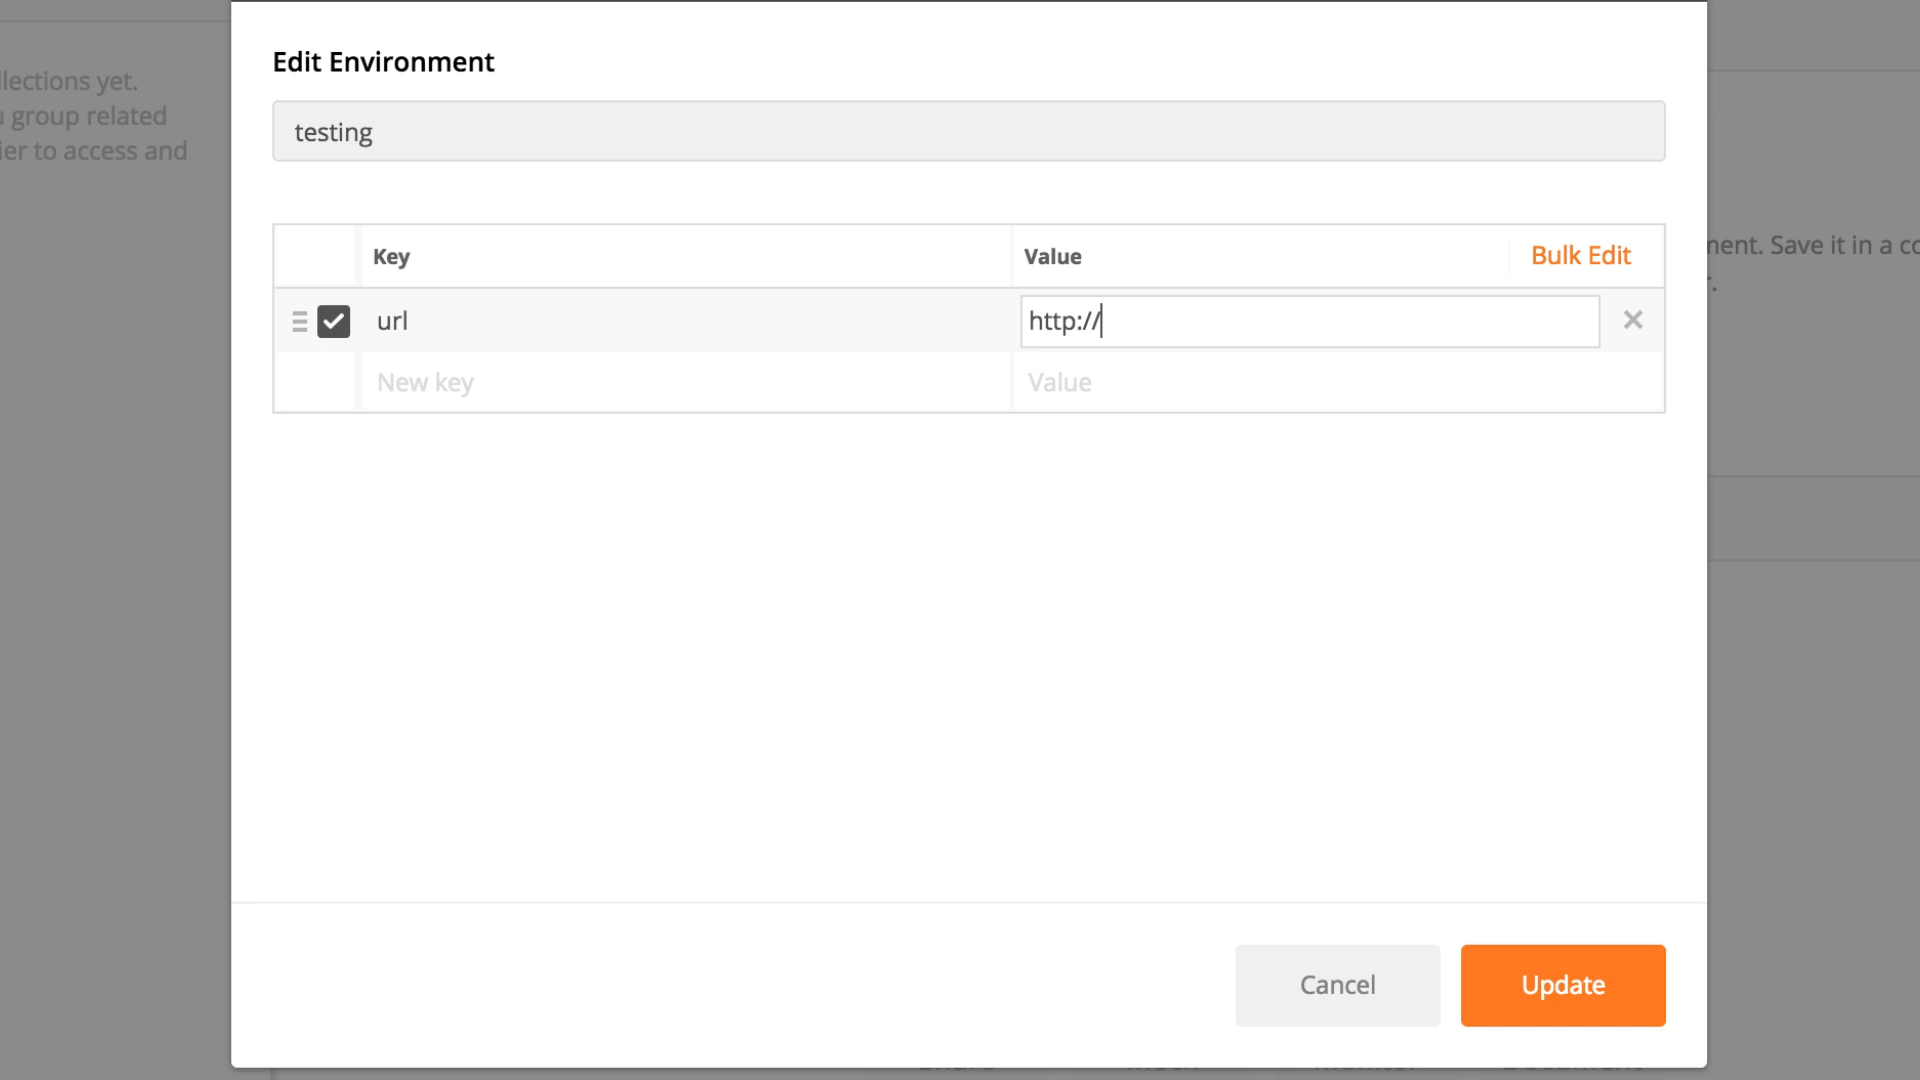 llections yet.
group related
ier to access and
Edit Environment
testing
Key Value Bulk Edit
url http://
New key Value
ment. Save it in a co
Cancel Update